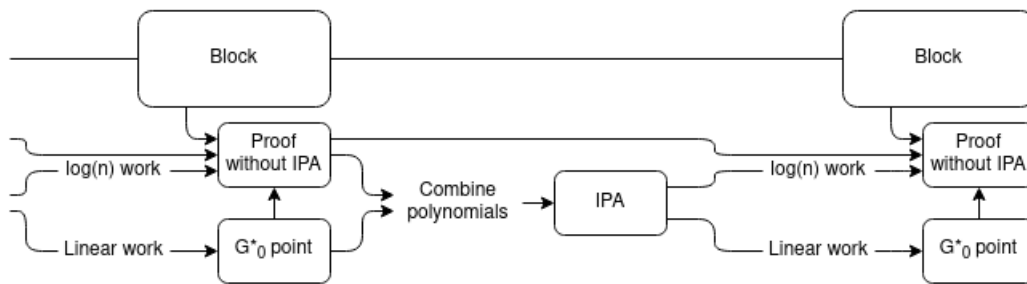 Block
Block
Proof
without IPA
log(n) work
Combine
polynomials
IPA
log(n) work
Proof
without IPA
Linear work
G*0 point
Linear work
G*0 point